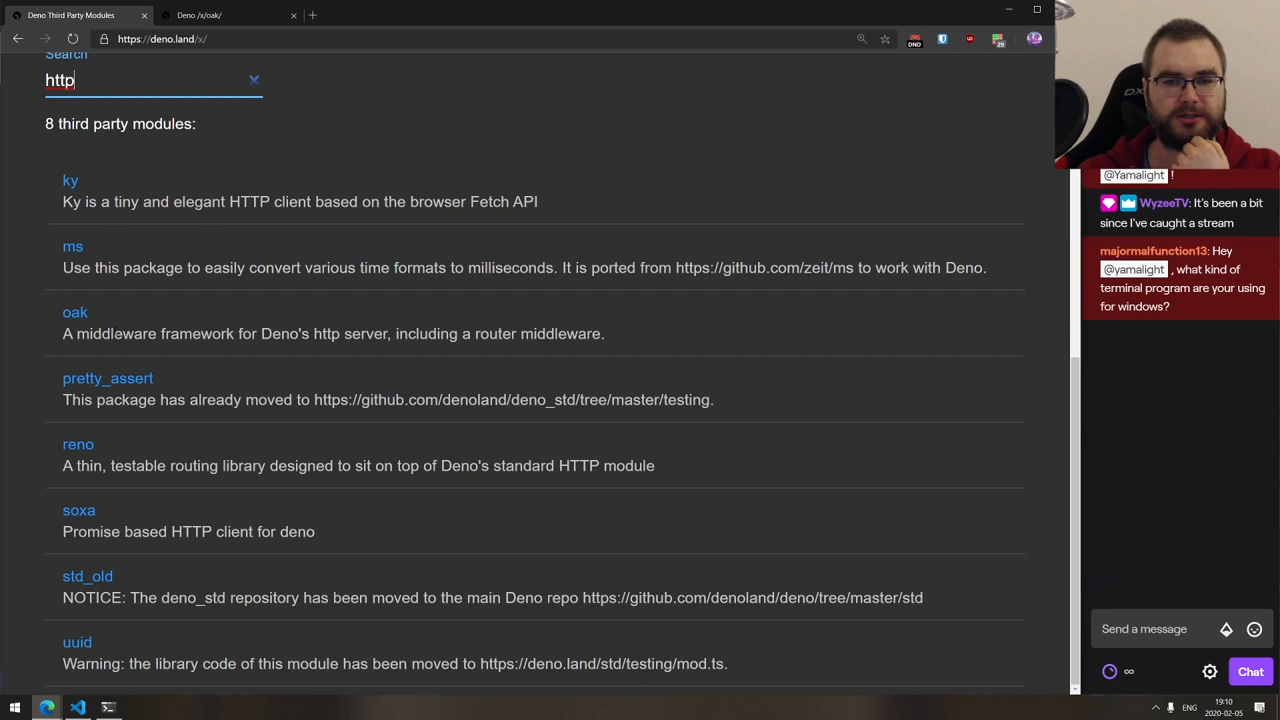 Deno Third Party Modules
Deno /x/oak/
https://deno.land/x/
DND
29
Search
http
8 third party modules:
ky
Ky is a tiny and elegant HTTP client based on the browser Fetch API
ms
Use this package to easily convert various time formats to milliseconds. It is ported from https://github.com/zeit/ms to work with Deno.
oak
A middleware framework for Deno's http server, including a router middleware.
pretty_assert
This package has already moved to https://github.com/denoland/deno_std/tree/master/testing.
reno
A thin, testable routing library designed to sit on top of Deno's standard HTTP module
soxa
Promise based HTTP client for deno
std_old
NOTICE: The deno_std repository has been moved to the main Deno repo https://github.com/denoland/deno/tree/master/std
uuid
Warning: the library code of this module has been moved to https://deno.land/std/testing/mod.ts.
DX
@Yamalight !
WyzeeTV: It's been a bit
since I've caught a stream
majormalfunction13: Hey
@yamalight , what kind of
terminal program are your using
for windows?
Send a message
∞
Chat
ENG
19:10
2020-02-05